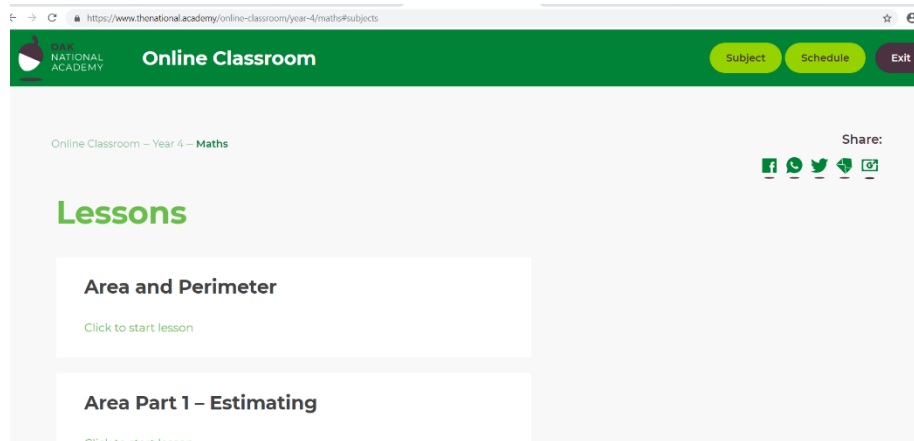 https://www.thenational.academy/online-classroom/year-4/maths#subjects
OAK
NATIONAL
ACADEMY
Online Classroom
Subject
Schedule
Exit
Online Classroom – Year 4 – Maths
Share:
Lessons
Area and Perimeter
Click to start lesson
Area Part 1 – Estimating